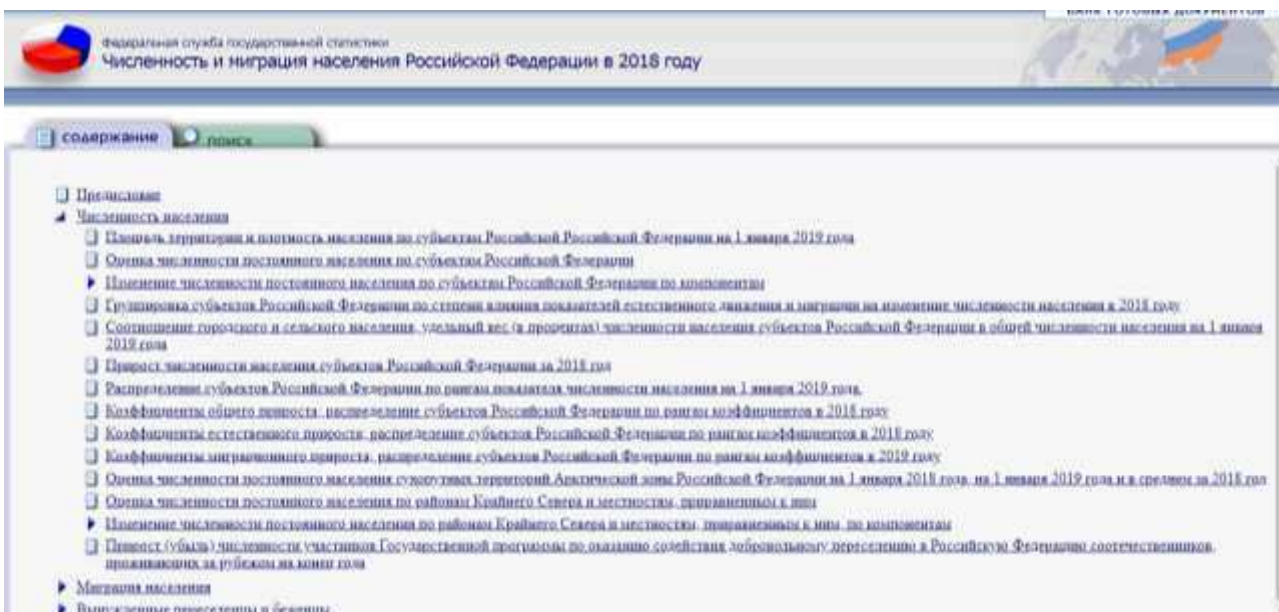 БАНК ГОТОВЫХ ДОКУМЕНТОВ
Федеральная служба государственной статистики
Численность и миграция населения Российской Федерации в 2018 году
содержание
поиск
Предисловие
Численность населения
Площадь территории и плотность населения по субъектам Российской Российской Федерации на 1 января 2019 года
Оценка численности постоянного населения по субъектам Российской Федерации
Изменение численности постоянного населения по субъектам Российской Федерации по компонентам
Группировка субъектов Российской Федерации по степени влияния показателей естественного движения и миграции на изменение численности населения в 2018 году
Соотношение городского и сельского населения, удельный вес (в процентах) численности населения субъектов Российской Федерации в общей численности населения на 1 января
2019 года
Прирост численности населения субъектов Российской Федерации за 2018 год
Распределение субъектов Российской Федерации по рангам показателя численности населения на 1 января 2019 года.
Коэффициенты общего прироста, распределение субъектов Российской Федерации по рангам коэффициентов в 2018 году
Коэффициенты естественного прироста, распределение субъектов Российской Федерации по рангам коэффициентов в 2018 году
Коэффициенты миграционного прироста, распределение субъектов Российской Федерации по рангам коэффициентов в 2019 году
Оценка численности постоянного населения сухопутных территорий Арктической зоны Российской Федерации на 1 января 2018 года, на 1 января 2019 года и в среднем за 2018 год
Оценка численности постоянного населения по районам Крайнего Севера и местностям, приравненным к ним
Изменение численности постоянного населения по районам Крайнего Севера и местностям, приравненным к ним, по компонентам
Прирост (убыль) численности участников Государственной программы по оказанию содействия добровольному переселению в Российскую Федерацию соотечественников,
проживающих за рубежом на конец года
Миграция населения
Вынужденные переселенцы и беженцы